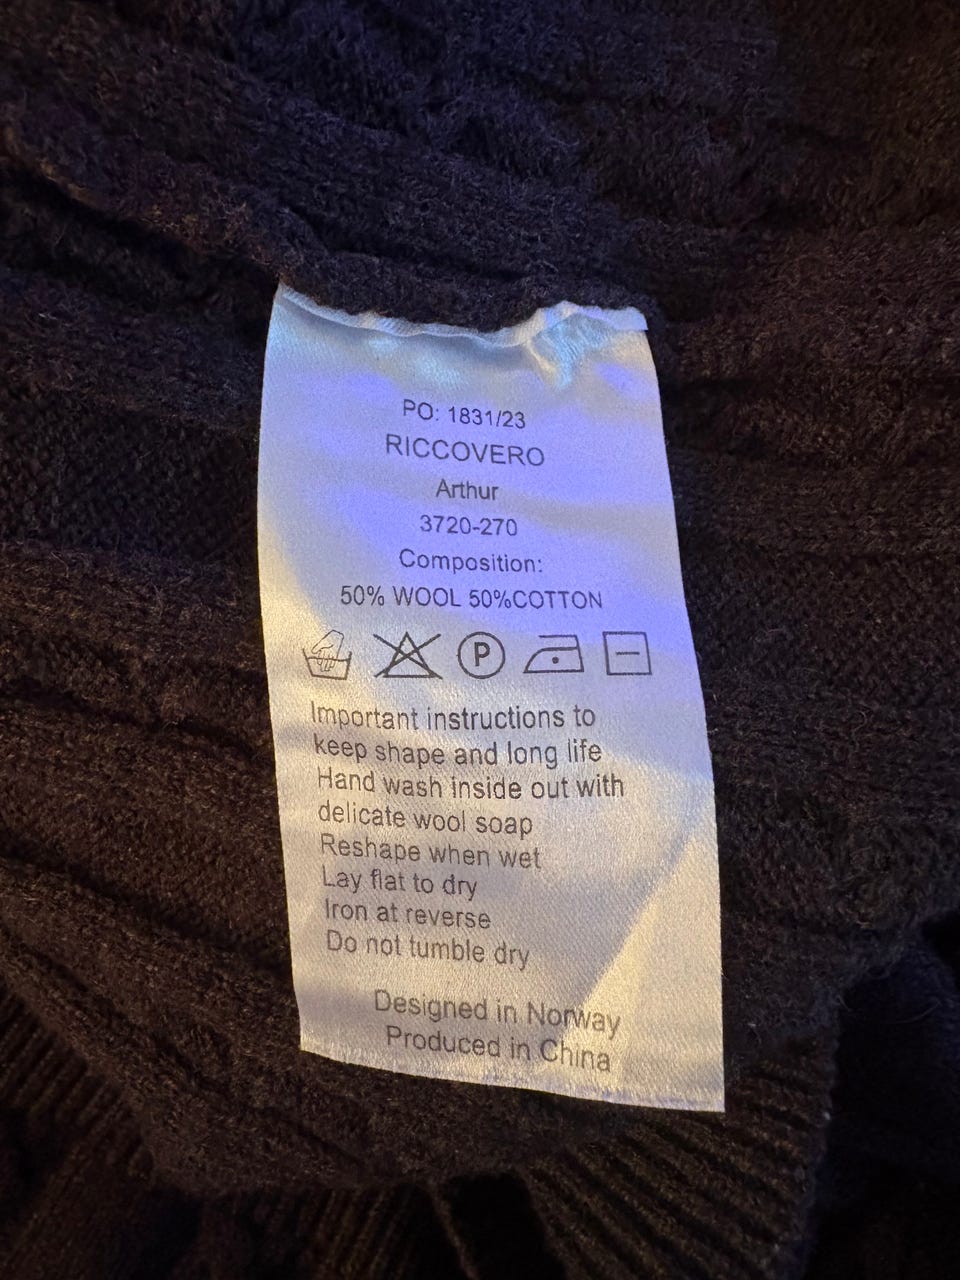 PO: 1831/23
RICCOVERO
Arthur
3720-270
Composition:
50% WOOL 50%COTTON
P
Important instructions to
keep shape and long life
Hand wash inside out with
delicate wool soap
Reshape when wet
Lay flat to dry
Iron at reverse
Do not tumble dry
Designed in Norway
Produced in China